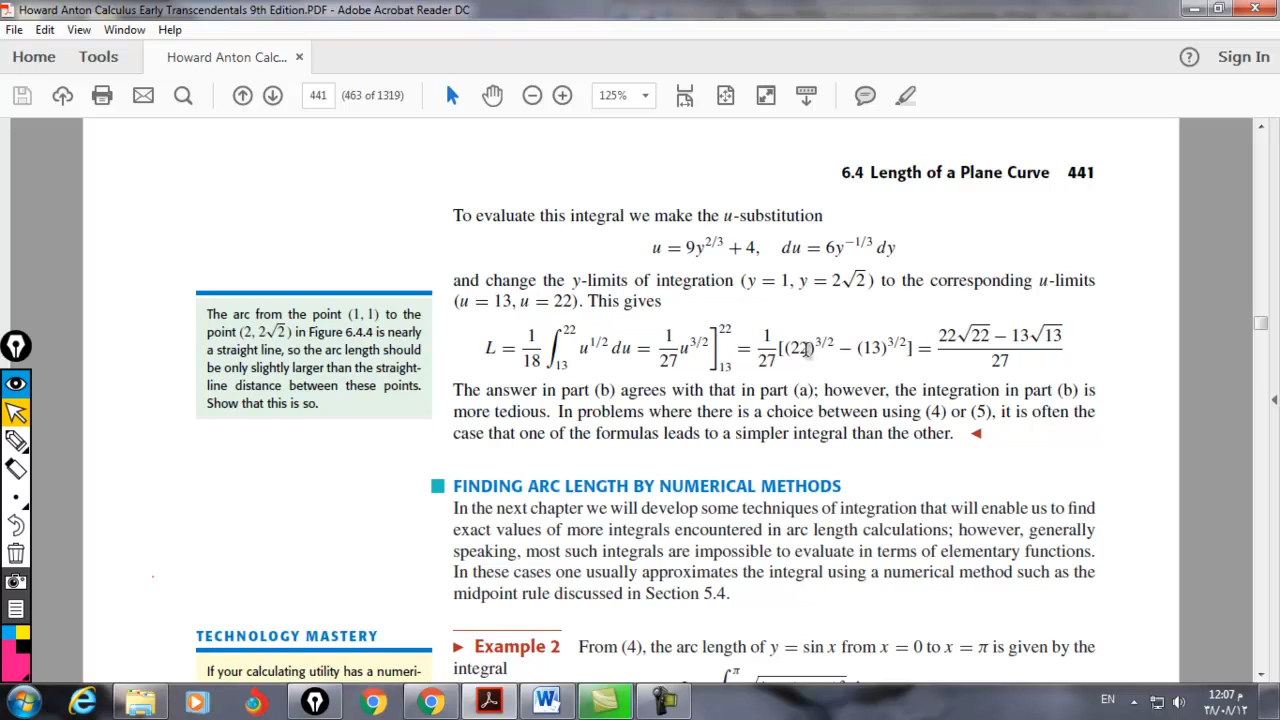 Howard Anton Calculus Early Transcendentals 9th Edition.PDF - Adobe Acrobat Reader DC
File Edit View Window Help
Home Tools Howard Anton Calc... × Sign In
441 (463 of 1319) 125%
6.4 Length of a Plane Curve 441
To evaluate this integral we make the u-substitution
u = 9y^{2/3} + 4, du = 6y^{−1/3} dy
and change the y-limits of integration (y = 1, y = 2√2) to the corresponding u-limits
(u = 13, u = 22). This gives
L = 1/18 ∫_{13}^{22} u^{1/2} du = 1/27 u^{3/2}]_{13}^{22} = 1/27 [(22)^{3/2} − (13)^{3/2}] = (22√22 − 13√13)/27
The arc from the point (1, 1) to the
point (2, 2√2) in Figure 6.4.4 is nearly
a straight line, so the arc length should
be only slightly larger than the straight-
line distance between these points.
Show that this is so.
The answer in part (b) agrees with that in part (a); however, the integration in part (b) is
more tedious. In problems where there is a choice between using (4) or (5), it is often the
case that one of the formulas leads to a simpler integral than the other.
FINDING ARC LENGTH BY NUMERICAL METHODS
In the next chapter we will develop some techniques of integration that will enable us to find
exact values of more integrals encountered in arc length calculations; however, generally
speaking, most such integrals are impossible to evaluate in terms of elementary functions.
In these cases one usually approximates the integral using a numerical method such as the
midpoint rule discussed in Section 5.4.
TECHNOLOGY MASTERY
If your calculating utility has a numeri-
Example 2 From (4), the arc length of y = sin x from x = 0 to x = π is given by the
integral
EN
12:07 م